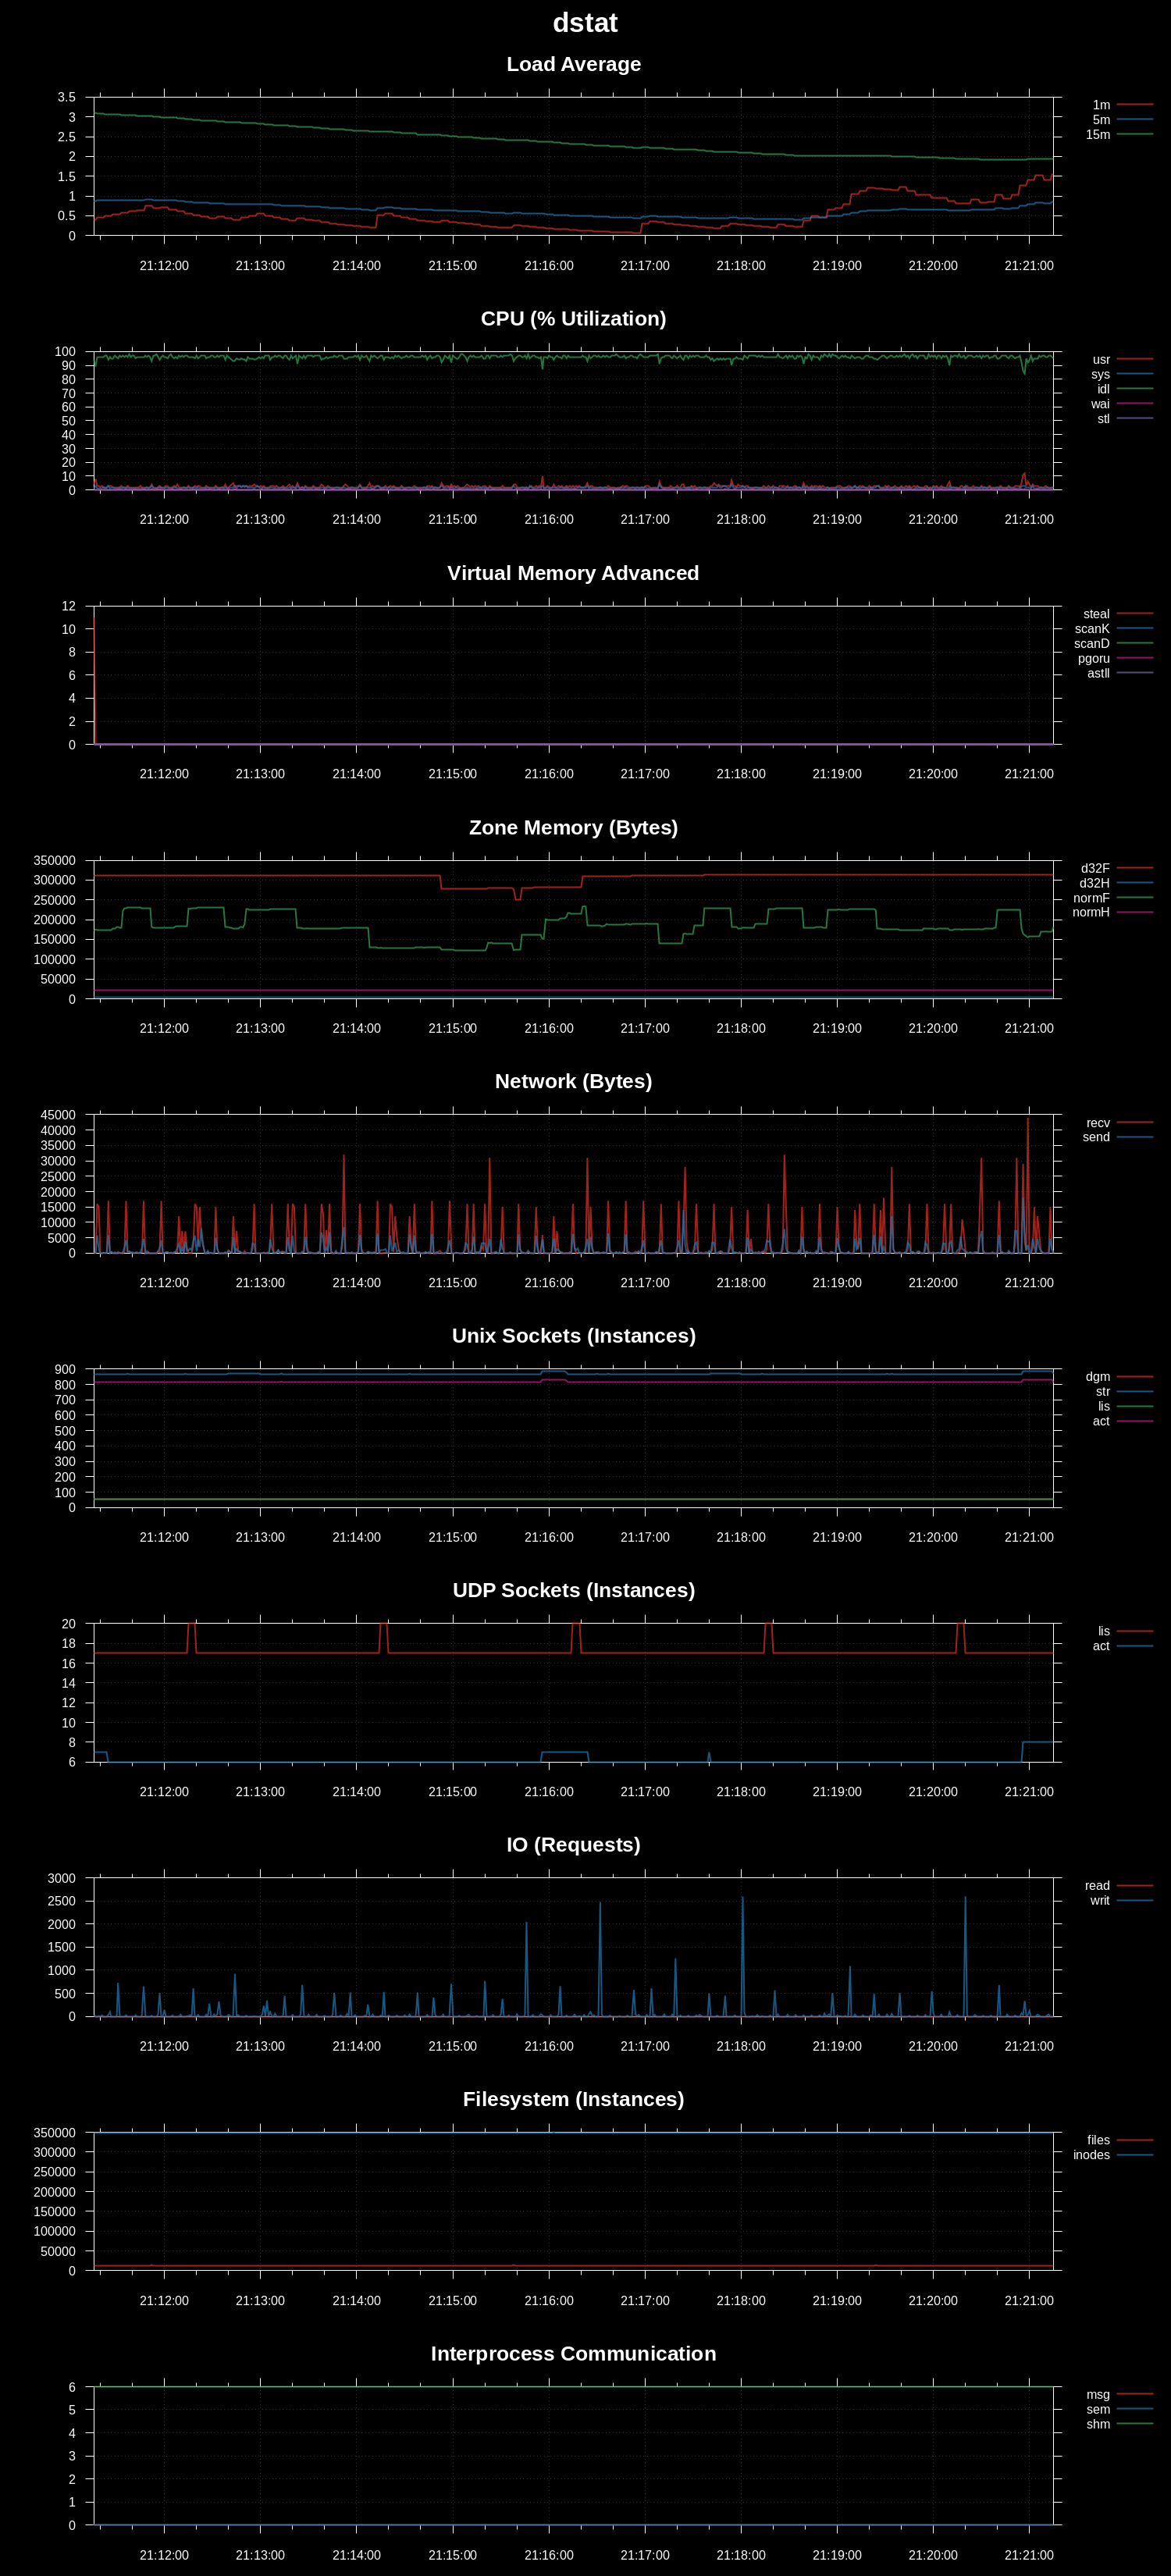 dstat
Load Average
3.5
3
2.5
2
1.5
1
0.5
0
21:12:00 21:13:00 21:14:00 21:15:00 21:16:00 21:17:00 21:18:00 21:19:00 21:20:00 21:21:00
1m
5m
15m
CPU (% Utilization)
100
90
80
70
60
50
40
30
20
10
0
21:12:00 21:13:00 21:14:00 21:15:00 21:16:00 21:17:00 21:18:00 21:19:00 21:20:00 21:21:00
usr
sys
idl
wai
stl
Virtual Memory Advanced
12
10
8
6
4
2
0
21:12:00 21:13:00 21:14:00 21:15:00 21:16:00 21:17:00 21:18:00 21:19:00 21:20:00 21:21:00
steal
scanK
scanD
pgoru
astll
Zone Memory (Bytes)
350000
300000
250000
200000
150000
100000
50000
0
21:12:00 21:13:00 21:14:00 21:15:00 21:16:00 21:17:00 21:18:00 21:19:00 21:20:00 21:21:00
d32F
d32H
normF
normH
Network (Bytes)
45000
40000
35000
30000
25000
20000
15000
10000
5000
0
21:12:00 21:13:00 21:14:00 21:15:00 21:16:00 21:17:00 21:18:00 21:19:00 21:20:00 21:21:00
recv
send
Unix Sockets (Instances)
900
800
700
600
500
400
300
200
100
0
21:12:00 21:13:00 21:14:00 21:15:00 21:16:00 21:17:00 21:18:00 21:19:00 21:20:00 21:21:00
dgm
str
lis
act
UDP Sockets (Instances)
20
18
16
14
12
10
8
6
21:12:00 21:13:00 21:14:00 21:15:00 21:16:00 21:17:00 21:18:00 21:19:00 21:20:00 21:21:00
lis
act
IO (Requests)
3000
2500
2000
1500
1000
500
0
21:12:00 21:13:00 21:14:00 21:15:00 21:16:00 21:17:00 21:18:00 21:19:00 21:20:00 21:21:00
read
writ
Filesystem (Instances)
350000
300000
250000
200000
150000
100000
50000
0
21:12:00 21:13:00 21:14:00 21:15:00 21:16:00 21:17:00 21:18:00 21:19:00 21:20:00 21:21:00
files
inodes
Interprocess Communication
6
5
4
3
2
1
0
21:12:00 21:13:00 21:14:00 21:15:00 21:16:00 21:17:00 21:18:00 21:19:00 21:20:00 21:21:00
msg
sem
shm